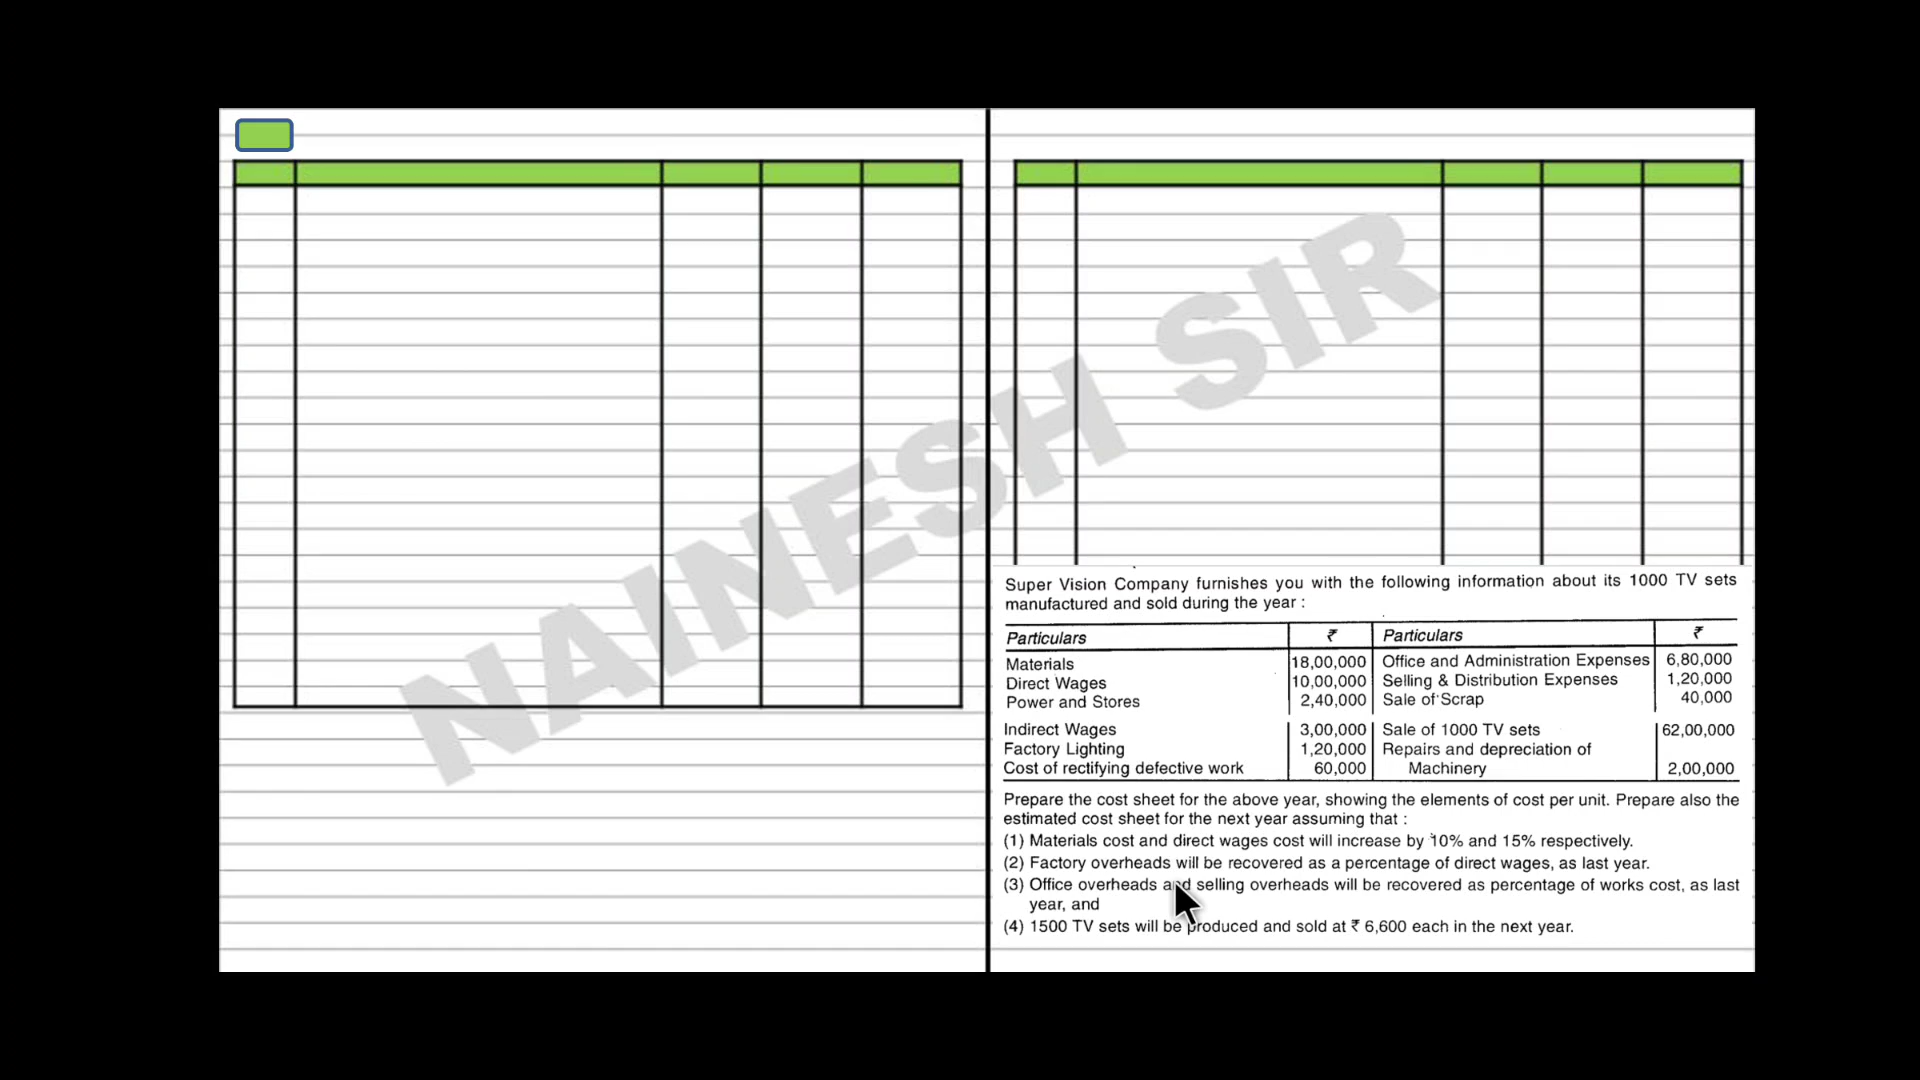 NAINESH SIR
Super Vision Company furnishes you with the following information about its 1000 TV sets
manufactured and sold during the year :
Particulars ₹ Particulars ₹
Materials 18,00,000 Office and Administration Expenses 6,80,000
Direct Wages 10,00,000 Selling & Distribution Expenses 1,20,000
Power and Stores 2,40,000 Sale of Scrap 40,000
Indirect Wages 3,00,000 Sale of 1000 TV sets 62,00,000
Factory Lighting 1,20,000 Repairs and depreciation of
Cost of rectifying defective work 60,000 Machinery 2,00,000
Prepare the cost sheet for the above year, showing the elements of cost per unit. Prepare also the
estimated cost sheet for the next year assuming that :
(1) Materials cost and direct wages cost will increase by 10% and 15% respectively.
(2) Factory overheads will be recovered as a percentage of direct wages, as last year.
(3) Office overheads and selling overheads will be recovered as percentage of works cost, as last
year, and
(4) 1500 TV sets will be produced and sold at ₹ 6,600 each in the next year.